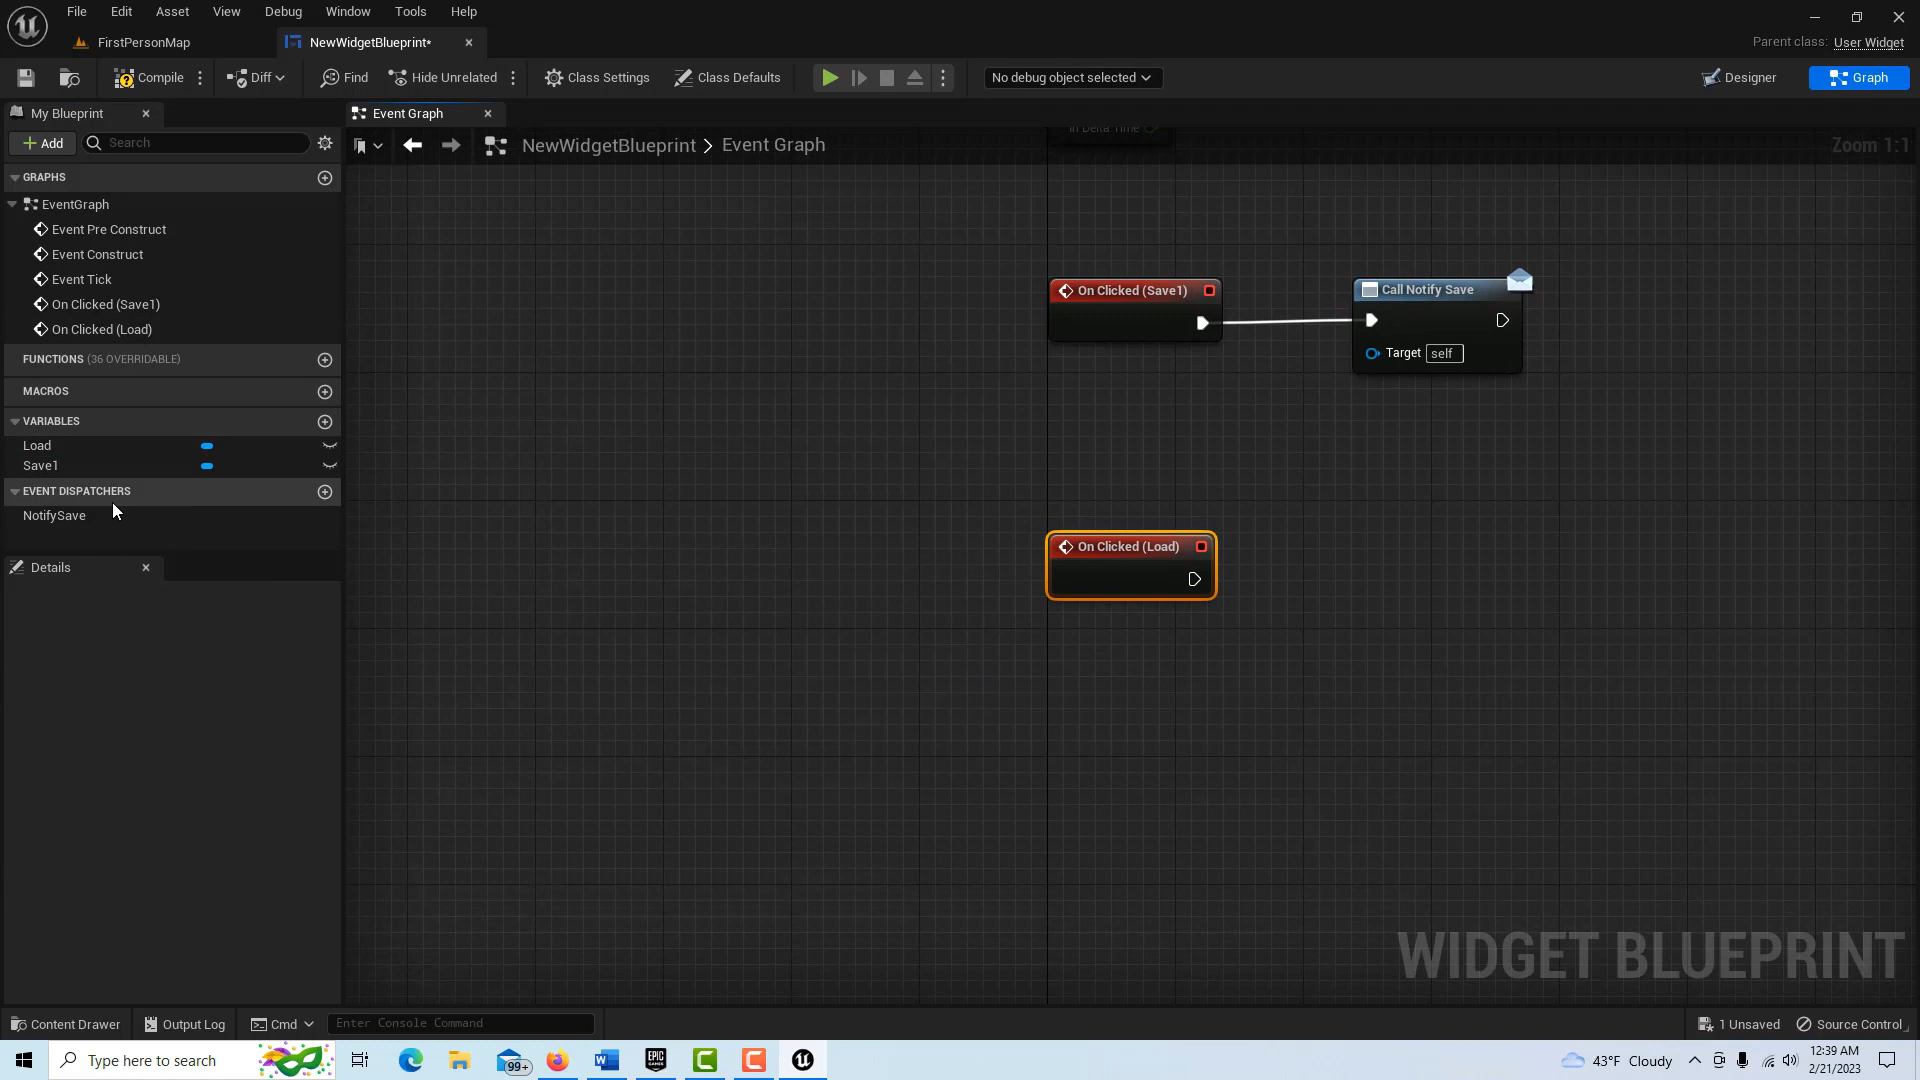 File Edit Asset View Debug Window Tools Help
FirstPersonMap
NewWidgetBlueprint*
Parent class: User Widget
Compile
Diff
Find
Hide Unrelated
Class Settings
Class Defaults
No debug object selected
Designer
Graph
My Blueprint
Event Graph
Add
Search
NewWidgetBlueprint > Event Graph
In Delta Time
Zoom 1:1
GRAPHS
EventGraph
Event Pre Construct
Event Construct
Event Tick
On Clicked (Save1)
On Clicked (Load)
FUNCTIONS (36 OVERRIDABLE)
MACROS
VARIABLES
Load
Save1
EVENT DISPATCHERS
NotifySave
Details
On Clicked (Save1)
Call Notify Save
Target self
On Clicked (Load)
WIDGET BLUEPRINT
Content Drawer
Output Log
Cmd
Enter Console Command
1 Unsaved
Source Control
Type here to search
99+
EPIC
GAMES
43°F Cloudy
12:39 AM
2/21/2023